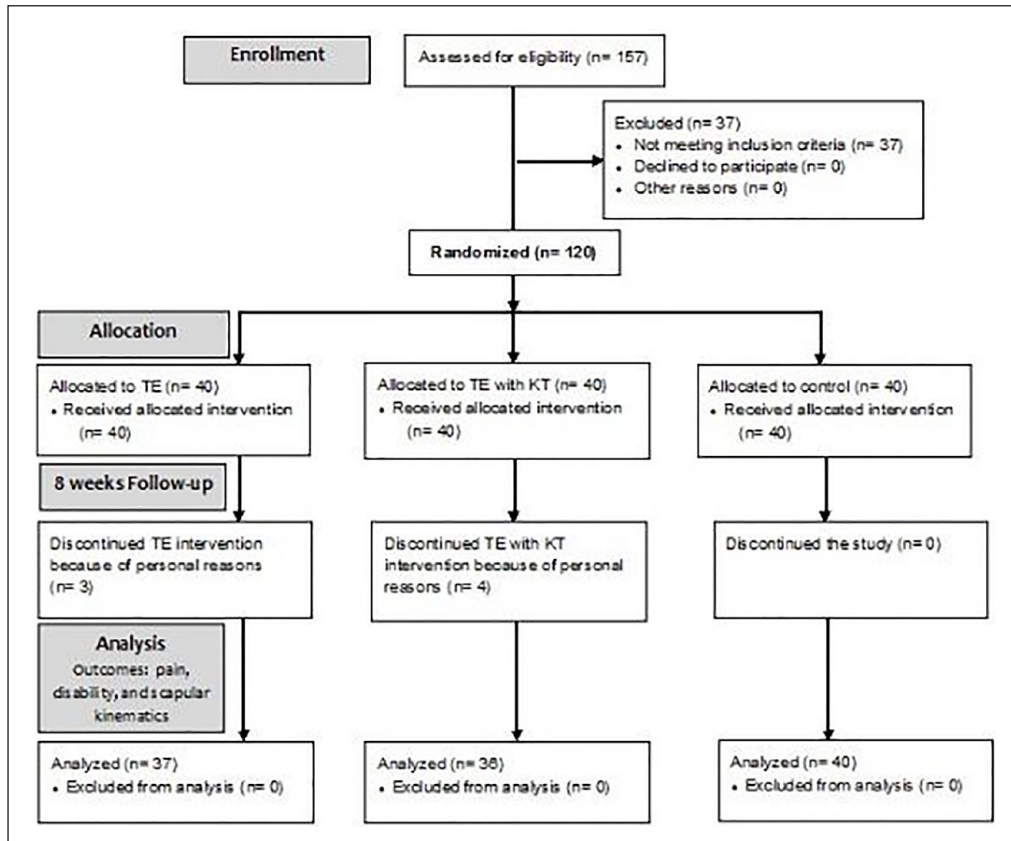 Enrollment
Assessed for eligibility (n= 157)
Excluded (n= 37)
• Not meeting inclusion criteria (n= 37)
• Declined to participate (n= 0)
• Other reasons (n= 0)
Randomized (n= 120)
Allocation
Allocated to TE (n= 40)
• Received allocated intervention
(n= 40)
Allocated to TE with KT (n= 40)
• Received allocated intervention
(n= 40)
Allocated to control (n= 40)
• Received allocated intervention
(n= 40)
8 weeks Follow-up
Discontinued TE intervention
because of personal reasons
(n= 3)
Discontinued TE with KT
intervention because of personal
reasons (n= 4)
Discontinued the study (n= 0)
Analysis
Outcomes: pain,
disability, and scapular
kinematics
Analyzed (n= 37)
• Excluded from analysis (n= 0)
Analyzed (n= 36)
• Excluded from analysis (n= 0)
Analyzed (n= 40)
• Excluded from analysis (n= 0)